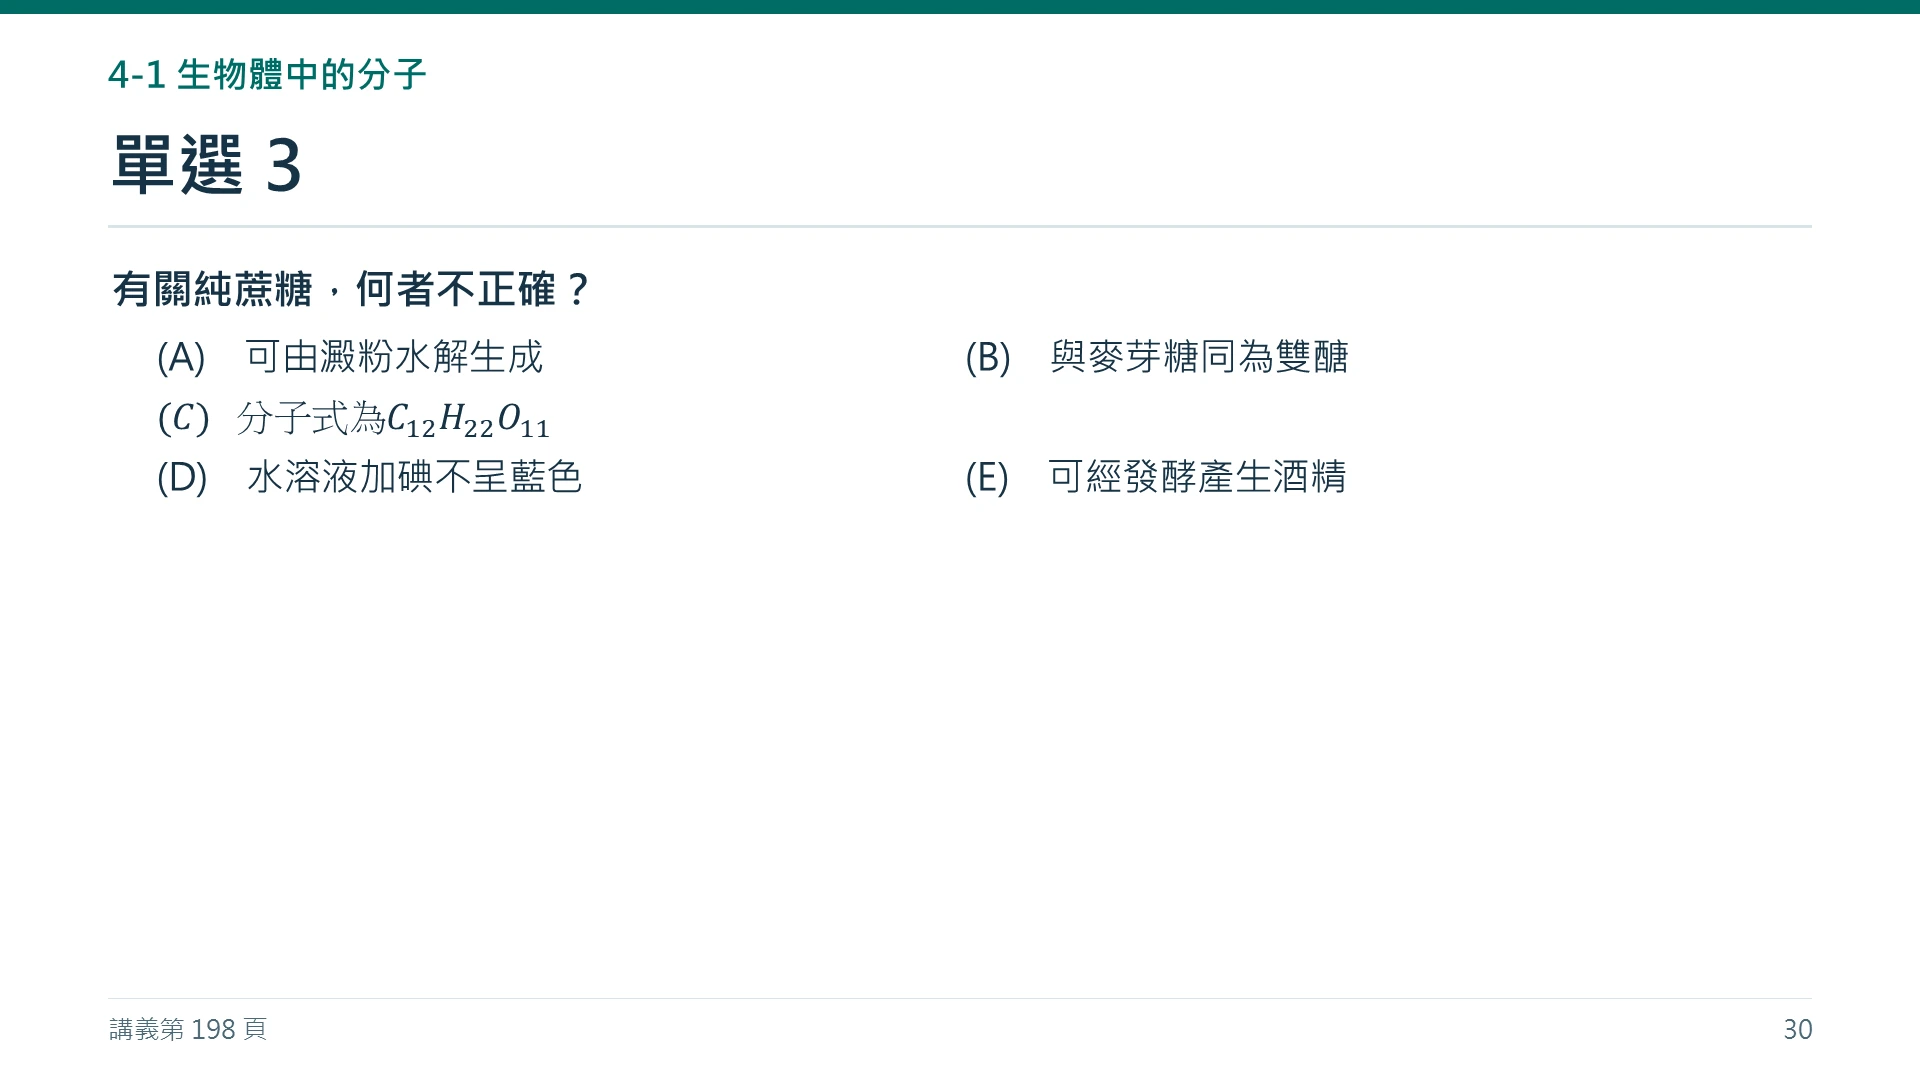 4-1 生物體中的分子
單選 3
有關純蔗糖，何者不正確？
(A) 可由澱粉水解生成 (B) 與麥芽糖同為雙醣
(C) 分子式為C₁₂H₂₂O₁₁
(D) 水溶液加碘不呈藍色 (E) 可經發酵產生酒精
講義第 198 頁 30